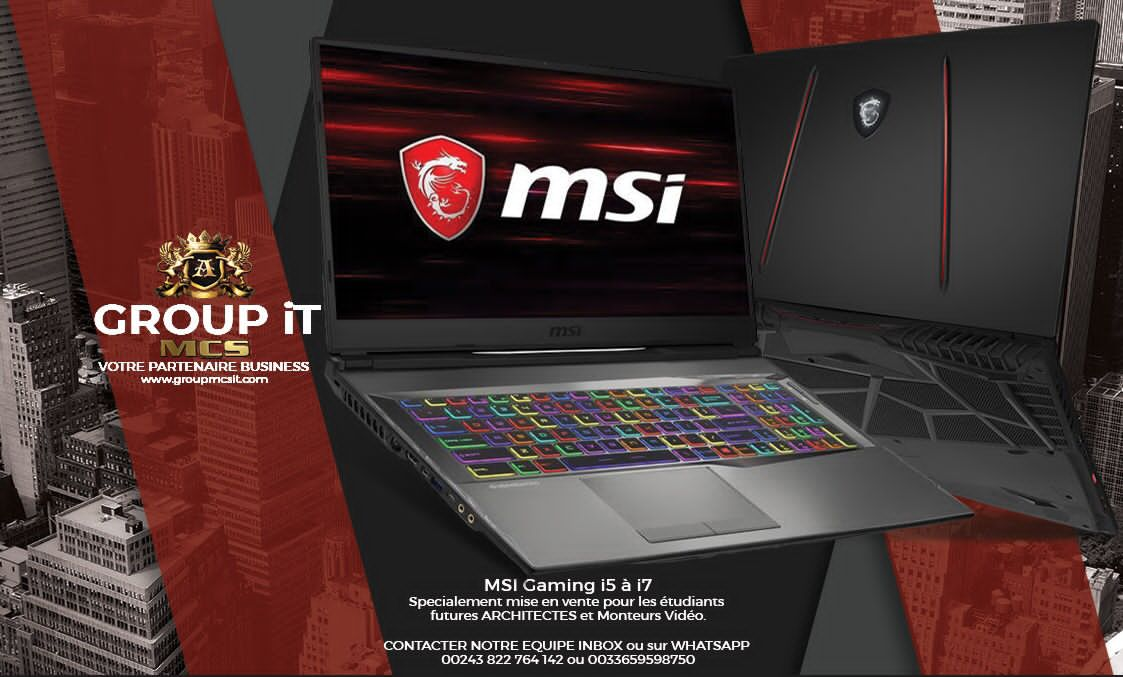 msi
msi
A
GROUP iT
MCS
VOTRE PARTENAIRE BUSINESS
www.groupmcsit.com
MSI Gaming i5 à i7
Specialement mise en vente pour les étudiants
futures ARCHITECTES et Monteurs Vidéo.
CONTACTER NOTRE EQUIPE INBOX ou sur WHATSAPP
00243 822 764 142 ou 0033659598750